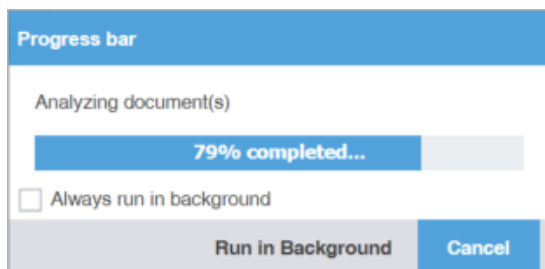 Progress bar
Analyzing document(s)
79% completed...
Always run in background
Run in Background Cancel